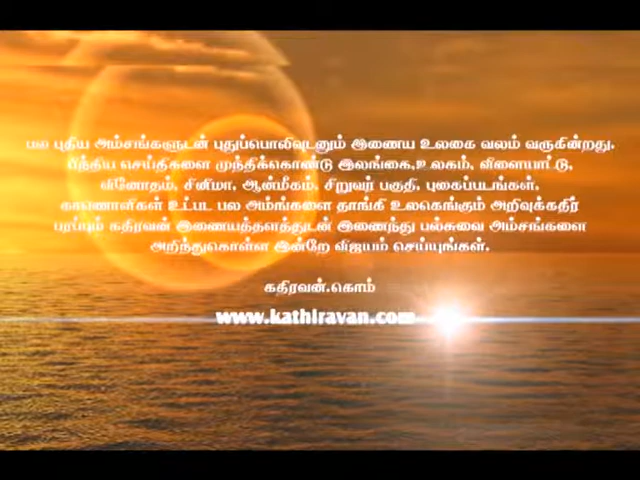 பல புதிய அம்சங்களுடன் புதுப்பொலிவுடனும் இணைய உலகை வலம் வருகின்றது.
பிந்திய செய்திகளை முந்திக்கொண்டு இலங்கை,உலகம், விளையாட்டு,
வினோதம், சினிமா, ஆன்மீகம், சிறுவர் பகுதி, புகைப்படங்கள்,
காணொளிகள் உட்பட பல அம்ங்களை தாங்கி உலகெங்கும் அறிவுக்கதிர்
பரப்பும் கதிரவன் இணையத்தளத்துடன் இணைந்து பல்சுவை அம்சங்களை
அறிந்துகொள்ள இன்றே விஜயம் செய்யுங்கள்.
கதிரவன்.கொம்
www.kathiravan.com